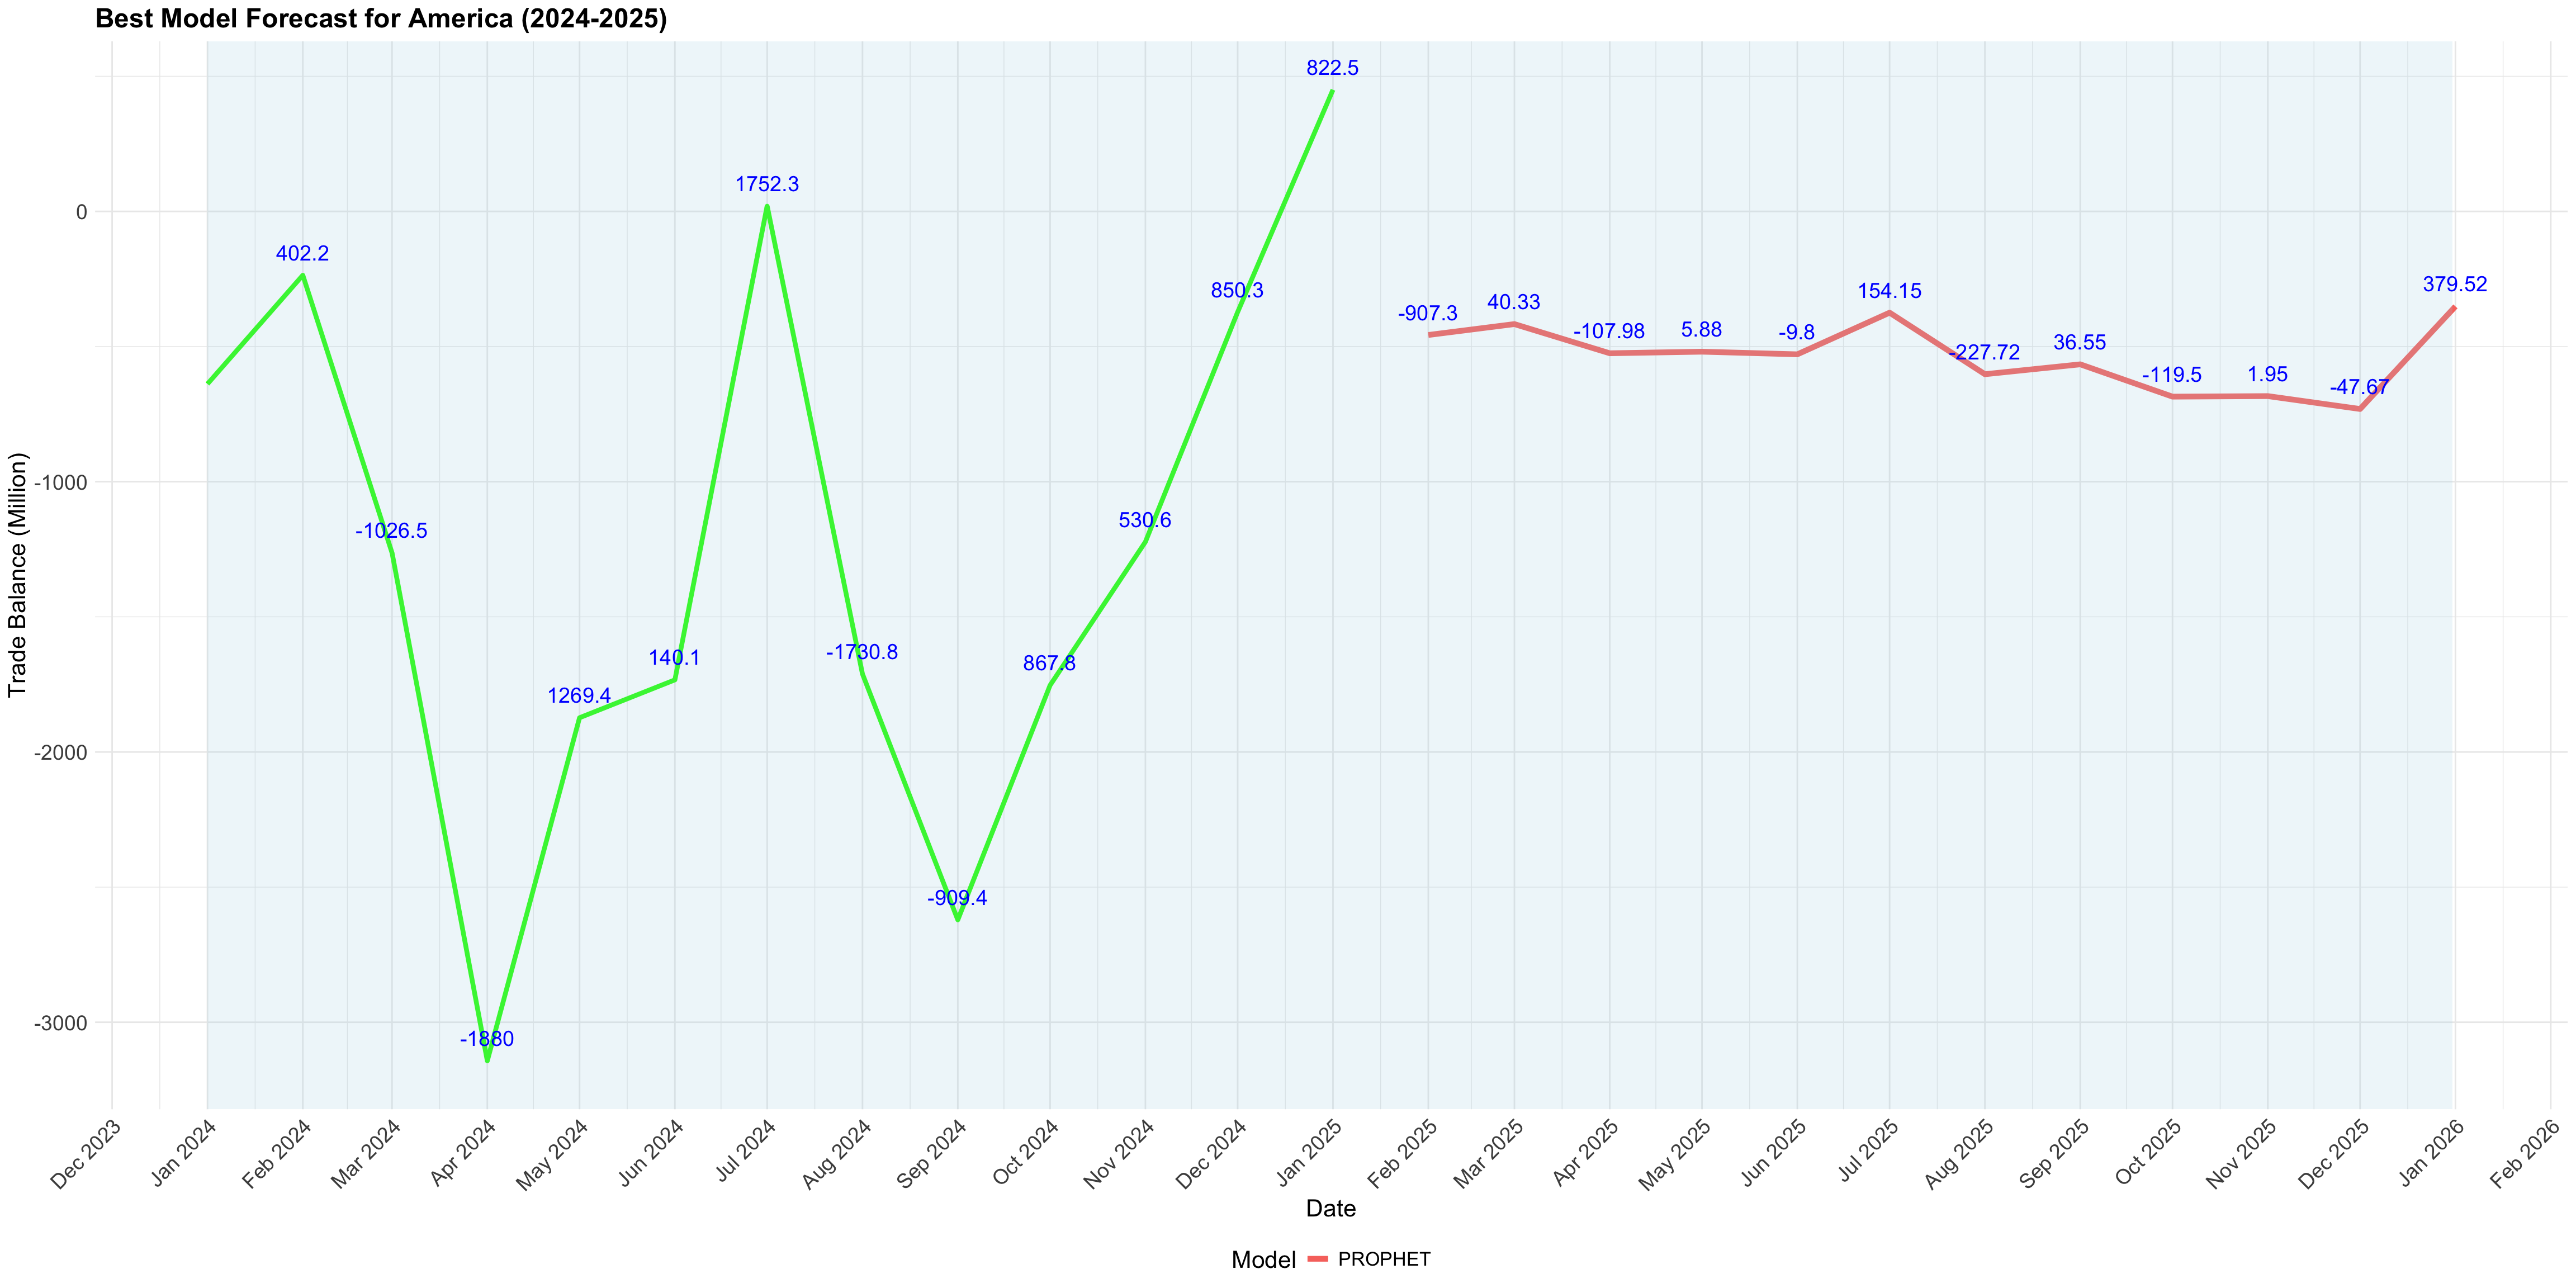 Best Model Forecast for America (2024-2025)
Trade Balance (Million)
0
-1000
-2000
-3000
402.2
-1026.5
-1880
1269.4
140.1
1752.3
-1730.8
-909.4
867.8
530.6
850.3
822.5
-907.3
40.33
-107.98
5.88
-9.8
154.15
-227.72
36.55
-119.5
1.95
-47.67
379.52
Dec 2023
Jan 2024
Feb 2024
Mar 2024
Apr 2024
May 2024
Jun 2024
Jul 2024
Aug 2024
Sep 2024
Oct 2024
Nov 2024
Dec 2024
Jan 2025
Feb 2025
Mar 2025
Apr 2025
May 2025
Jun 2025
Jul 2025
Aug 2025
Sep 2025
Oct 2025
Nov 2025
Dec 2025
Jan 2026
Feb 2026
Date
Model PROPHET